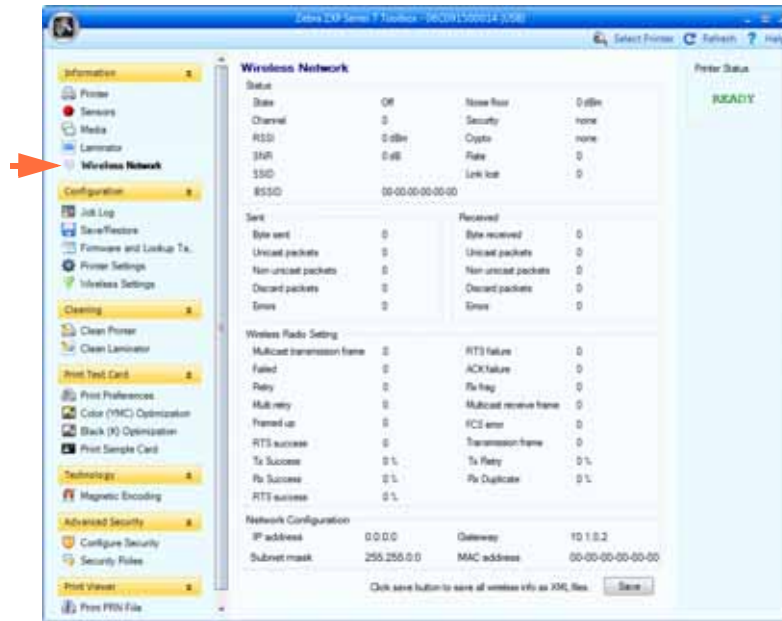 Zebra ZXP Series 7 Toolbox - 06C091500014 (USB)
Select Printer Refresh ? Help
Information
Printer
Sensors
Media
Laminator
Wireless Network
Configuration
Job Log
Save/Restore
Firmware and Lookup Ta..
Printer Settings
Wireless Settings
Cleaning
Clean Printer
Clean Laminator
Print Test Card
Print Preferences
Color (YMC) Optimization
Black (K) Optimization
Print Sample Card
Technology
Magnetic Encoding
Advanced Security
Configure Security
Security Roles
Print Viewer
Print PRN File
Wireless Network
Status
State Off Noise floor 0 dBm
Channel 0 Security none
RSSI 0 dBm Crypto none
SNR 0 dB Rate 0
SSID Link lost 0
BSSID 00-00-00-00-00-00
Sent Received
Byte sent 0 Byte received 0
Unicast packets 0 Unicast packets 0
Non unicast packets 0 Non unicast packets 0
Discard packets 0 Discard packets 0
Errors 0 Errors 0
Wireless Radio Setting
Multicast transmission frame 0 RTS failure 0
Failed 0 ACK failure 0
Retry 0 Rx frag 0
Multi retry 0 Multicast receive frame 0
Framed up 0 FCS error 0
RTS success 0 Transmission frame 0
Tx Success 0 % Tx Retry 0 %
Rx Success 0 % Rx Duplicate 0 %
RTS success 0 %
Network Configuration
IP address 0.0.0.0 Gateway 10.1.0.2
Subnet mask 255.255.0.0 MAC address 00-00-00-00-00-00
Click save button to save all wireless info as XML files. Save
Printer Status
READY